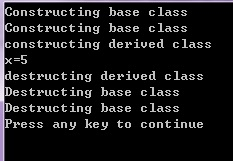 Constructing base class
Constructing base class
constructing derived class
x=5
destructing derived class
Destructing base class
Destructing base class
Press any key to continue